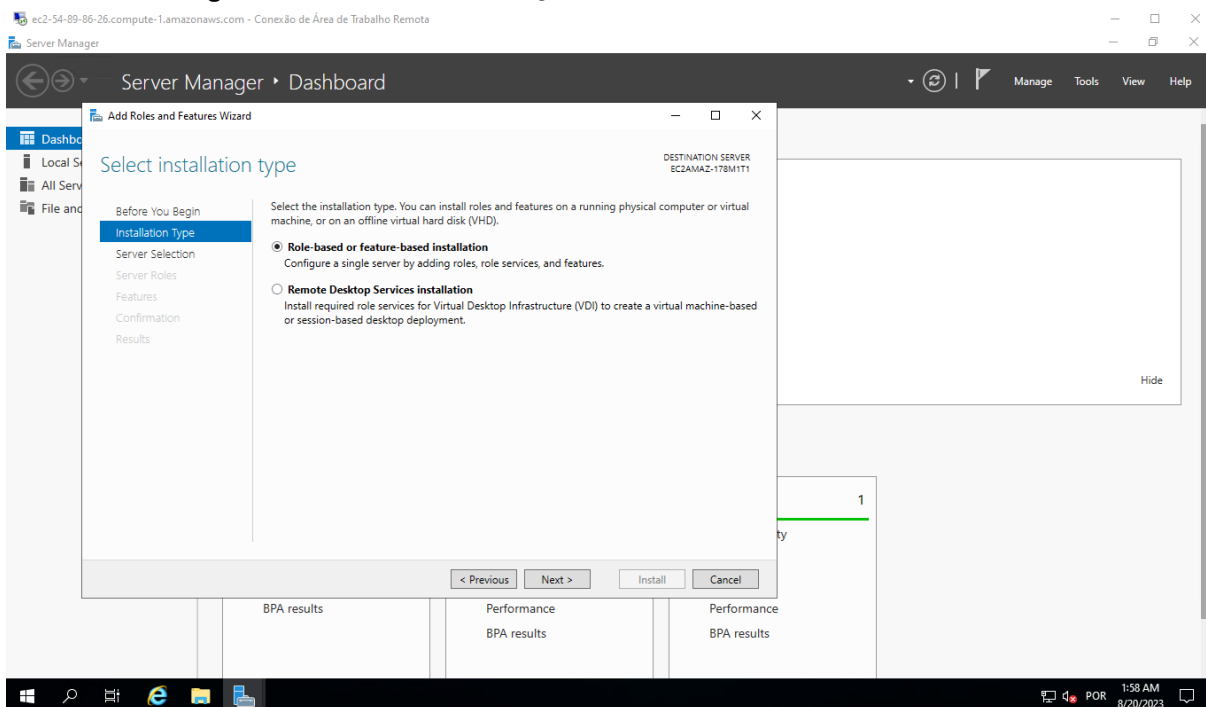 ec2-54-89-86-26.compute-1.amazonaws.com - Conexão de Área de Trabalho Remota
Server Manager
Server Manager • Dashboard
Manage Tools View Help
Add Roles and Features Wizard
Dashbo
Local Se
All Serv
File and
Select installation type
DESTINATION SERVER
EC2AMAZ-178M1T1
Before You Begin
Installation Type
Server Selection
Server Roles
Features
Confirmation
Results
Select the installation type. You can install roles and features on a running physical computer or virtual
machine, or on an offline virtual hard disk (VHD).
Role-based or feature-based installation
Configure a single server by adding roles, role services, and features.
Remote Desktop Services installation
Install required role services for Virtual Desktop Infrastructure (VDI) to create a virtual machine-based
or session-based desktop deployment.
Hide
1
ty
< Previous Next > Install Cancel
BPA results Performance Performance
BPA results BPA results
POR 1:58 AM
8/20/2023